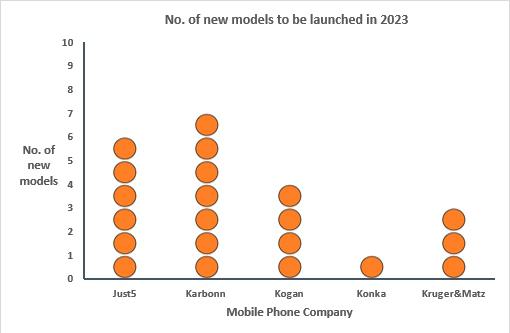 No. of new models to be launched in 2023
10
9
8
7
6
5
4
3
2
1
0
No. of
new
models
Just5 Karbonn Kogan Konka Kruger&Matz
Mobile Phone Company